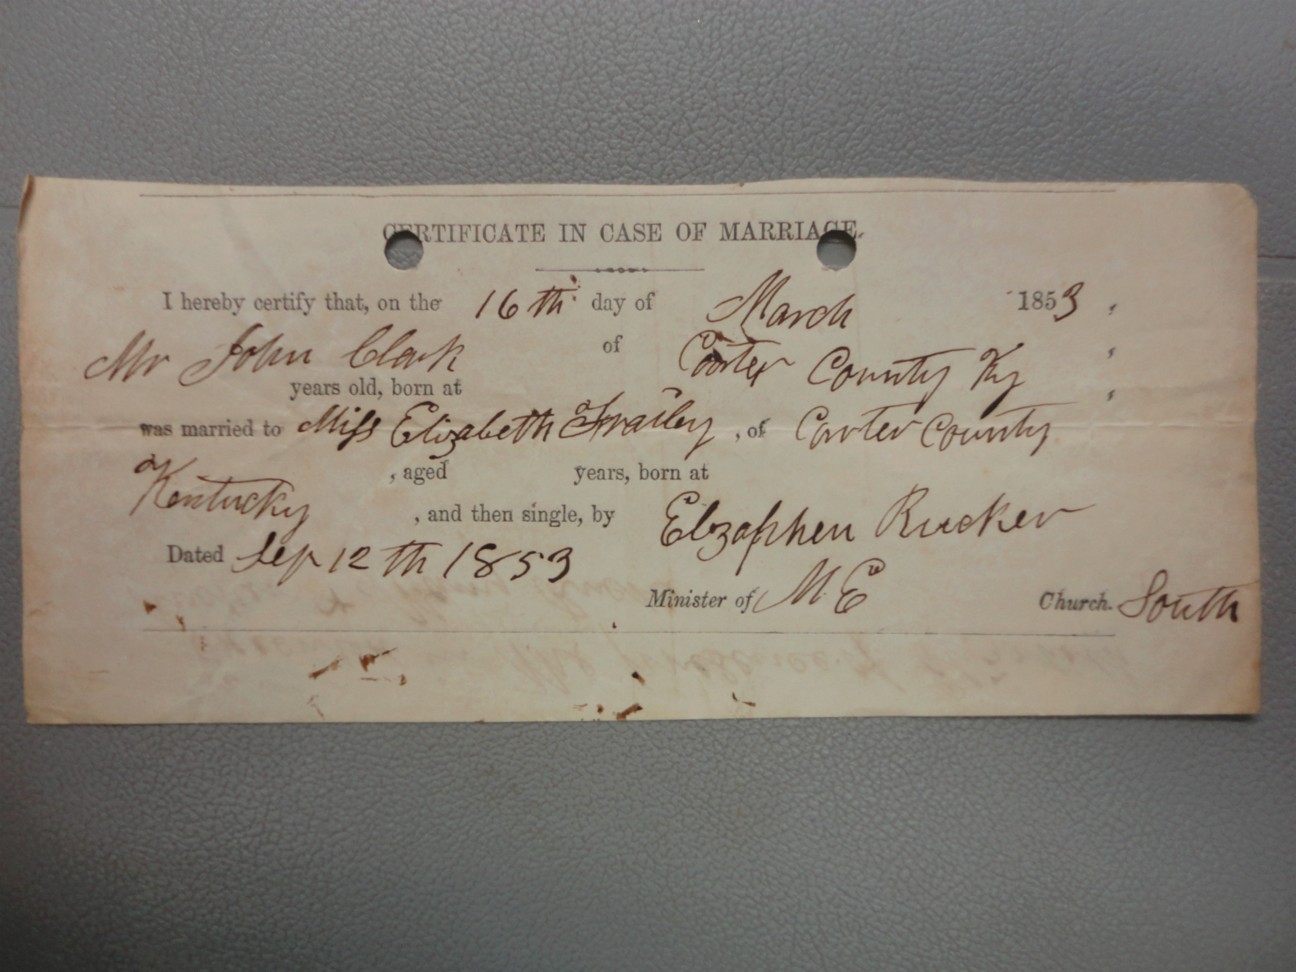 CERTIFICATE IN CASE OF MARRIAGE.
I hereby certify that, on the 16th day of March 1853,
Mr John Clark of Carter County Ky,
years old, born at
was married to Miss Elizabeth Frailey, of Carter County
Kentucky, aged years, born at
, and then single, by Elzaphen Rucker
Dated Sep 12th 1853
Minister of M.E Church. South